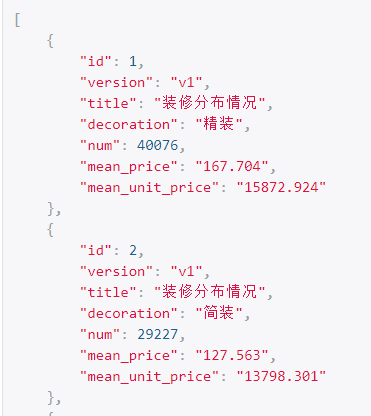 [
{
"id": 1,
"version": "v1",
"title": "装修分布情况",
"decoration": "精装",
"num": 40076,
"mean_price": "167.704",
"mean_unit_price": "15872.924"
},
{
"id": 2,
"version": "v1",
"title": "装修分布情况",
"decoration": "简装",
"num": 29227,
"mean_price": "127.563",
"mean_unit_price": "13798.301"
},